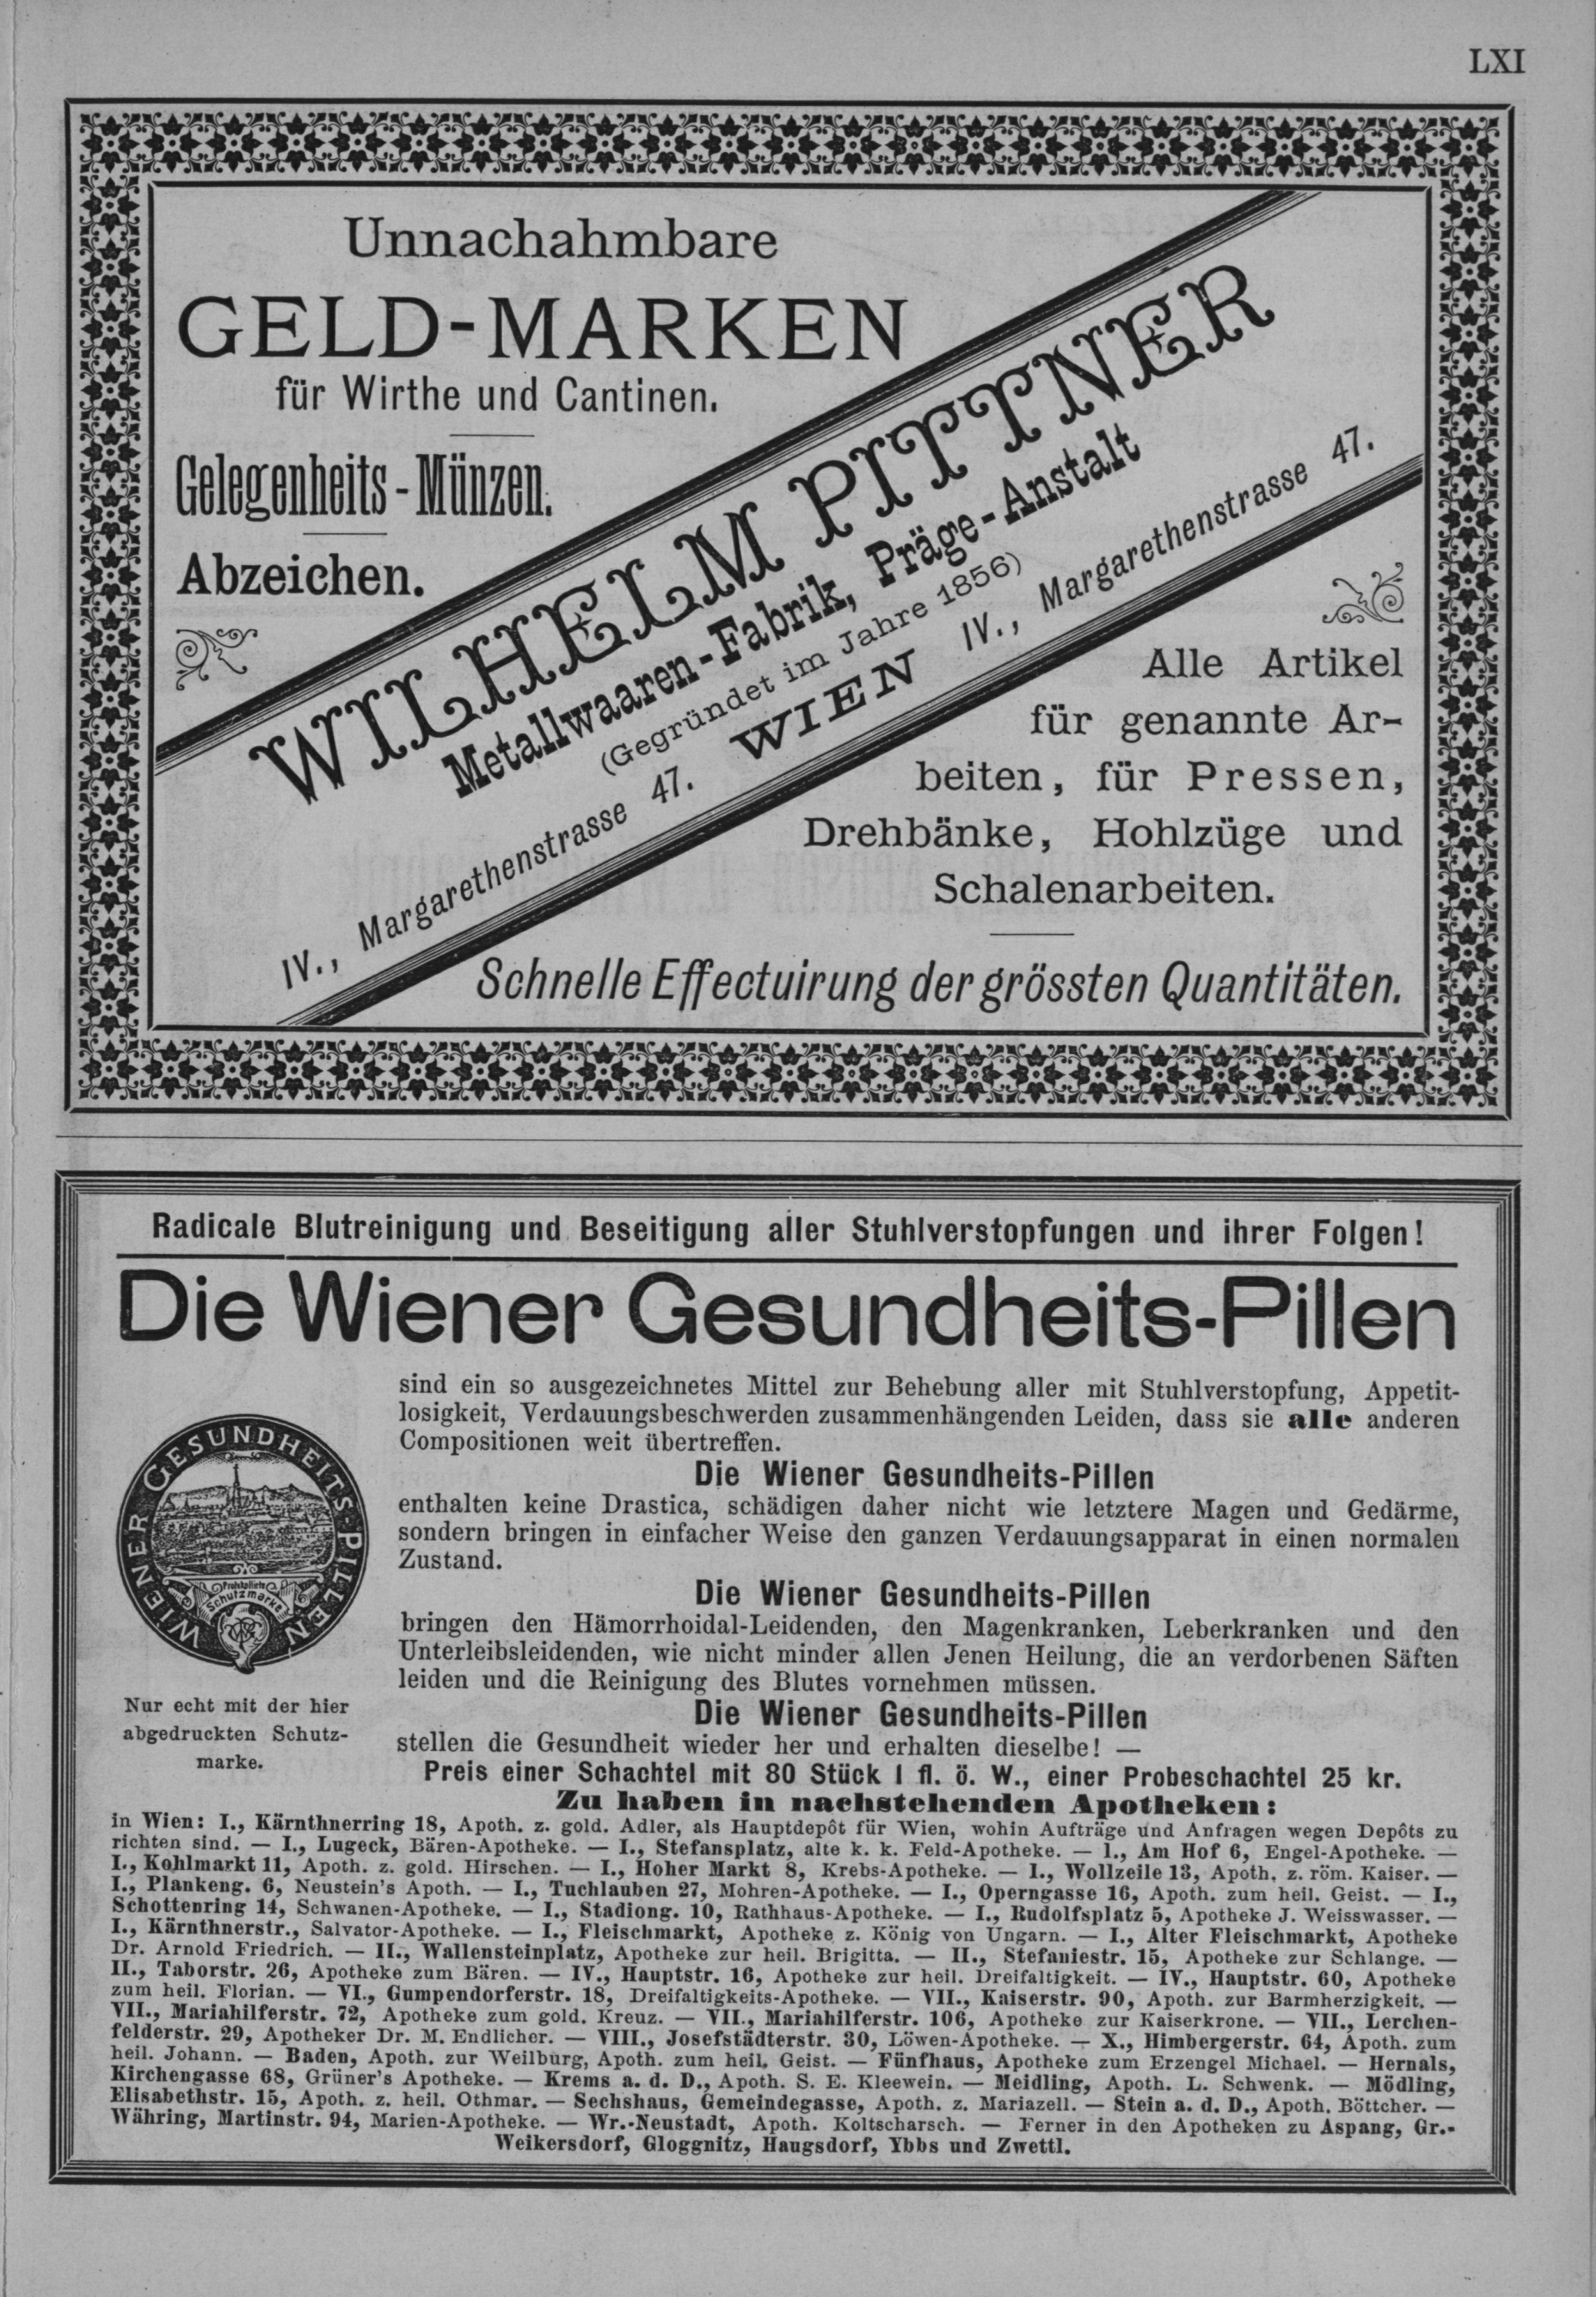 LXI
Unnachahmbare
GELD-MARKEN
für Wirthe und Cantinen.
Gelegenheits-Münzen.
Abzeichen.
WILHELM PITTNER
Metallwaaren-Fabrik, Präge-Anstalt
(Gegründet im Jahre 1856)
IV., Margarethenstrasse 47. WIEN IV., Margarethenstrasse 47.
Alle Artikel
für genannte Ar-
beiten, für Pressen,
Drehbänke, Hohlzüge und
Schalenarbeiten.
Schnelle Effectuirung der grössten Quantitäten.
Radicale Blutreinigung und Beseitigung aller Stuhlverstopfungen und ihrer Folgen!
Die Wiener Gesundheits-Pillen
sind ein so ausgezeichnetes Mittel zur Behebung aller mit Stuhlverstopfung, Appetit-
losigkeit, Verdauungsbeschwerden zusammenhängenden Leiden, dass sie alle anderen
Compositionen weit übertreffen.
Die Wiener Gesundheits-Pillen
enthalten keine Drastica, schädigen daher nicht wie letztere Magen und Gedärme,
sondern bringen in einfacher Weise den ganzen Verdauungsapparat in einen normalen
Zustand.
Die Wiener Gesundheits-Pillen
bringen den Hämorrhoidal-Leidenden, den Magenkranken, Leberkranken und den
Unterleibsleidenden, wie nicht minder allen Jenen Heilung, die an verdorbenen Säften
leiden und die Reinigung des Blutes vornehmen müssen.
Die Wiener Gesundheits-Pillen
stellen die Gesundheit wieder her und erhalten dieselbe! —
WIENER GESUNDHEITS-PILLEN
Protokolirte
Schutzmarke
Nur echt mit der hier
abgedruckten Schutz-
marke.
Preis einer Schachtel mit 80 Stück 1 fl. ö. W., einer Probeschachtel 25 kr.
Zu haben in nachstehenden Apotheken:
in Wien: I., Kärnthnerring 18, Apoth. z. gold. Adler, als Hauptdepôt für Wien, wohin Aufträge und Anfragen wegen Depôts zu
richten sind. — I., Lugeck, Bären-Apotheke. — I., Stefansplatz, alte k. k. Feld-Apotheke. — I., Am Hof 6, Engel-Apotheke. —
I., Kohlmarkt 11, Apoth. z. gold. Hirschen. — I., Hoher Markt 8, Krebs-Apotheke. — I., Wollzeile 13, Apoth. z. röm. Kaiser. —
I., Plankeng. 6, Neustein's Apoth. — I., Tuchlauben 27, Mohren-Apotheke. — I., Operngasse 16, Apoth. zum heil. Geist. — I.,
Schottenring 14, Schwanen-Apotheke. — I., Stadiong. 10, Rathhaus-Apotheke. — I., Rudolfsplatz 5, Apotheke J. Weisswasser. —
I., Kärnthnerstr., Salvator-Apotheke. — I., Fleischmarkt, Apotheke z. König von Ungarn. — I., Alter Fleischmarkt, Apotheke
Dr. Arnold Friedrich. — II., Wallensteinplatz, Apotheke zur heil. Brigitta. — II., Stefaniestr. 15, Apotheke zur Schlange. —
II., Taborstr. 26, Apotheke zum Bären. — IV., Hauptstr. 16, Apotheke zur heil. Dreifaltigkeit. — IV., Hauptstr. 60, Apotheke
zum heil. Florian. — VI., Gumpendorferstr. 18, Dreifaltigkeits-Apotheke. — VII., Kaiserstr. 90, Apoth. zur Barmherzigkeit. —
VII., Mariahilferstr. 72, Apotheke zum gold. Kreuz. — VII., Mariahilferstr. 106, Apotheke zur Kaiserkrone. — VII., Lerchen-
felderstr. 29, Apotheker Dr. M. Endlicher. — VIII., Josefstädterstr. 30, Löwen-Apotheke. — X., Himbergerstr. 64, Apoth. zum
heil. Johann. — Baden, Apoth. zur Weilburg, Apoth. zum heil. Geist. — Fünfhaus, Apotheke zum Erzengel Michael. — Hernals,
Kirchengasse 68, Grüner's Apotheke. — Krems a. d. D., Apoth. S. E. Kleewein. — Meidling, Apoth. L. Schwenk. — Mödling,
Elisabethstr. 15, Apoth. z. heil. Othmar. — Sechshaus, Gemeindegasse, Apoth. z. Mariazell. — Stein a. d. D., Apoth. Böttcher. —
Währing, Martinstr. 94, Marien-Apotheke. — Wr.-Neustadt, Apoth. Koltscharsch. — Ferner in den Apotheken zu Aspang, Gr.-
Weikersdorf, Gloggnitz, Haugsdorf, Ybbs und Zwettl.